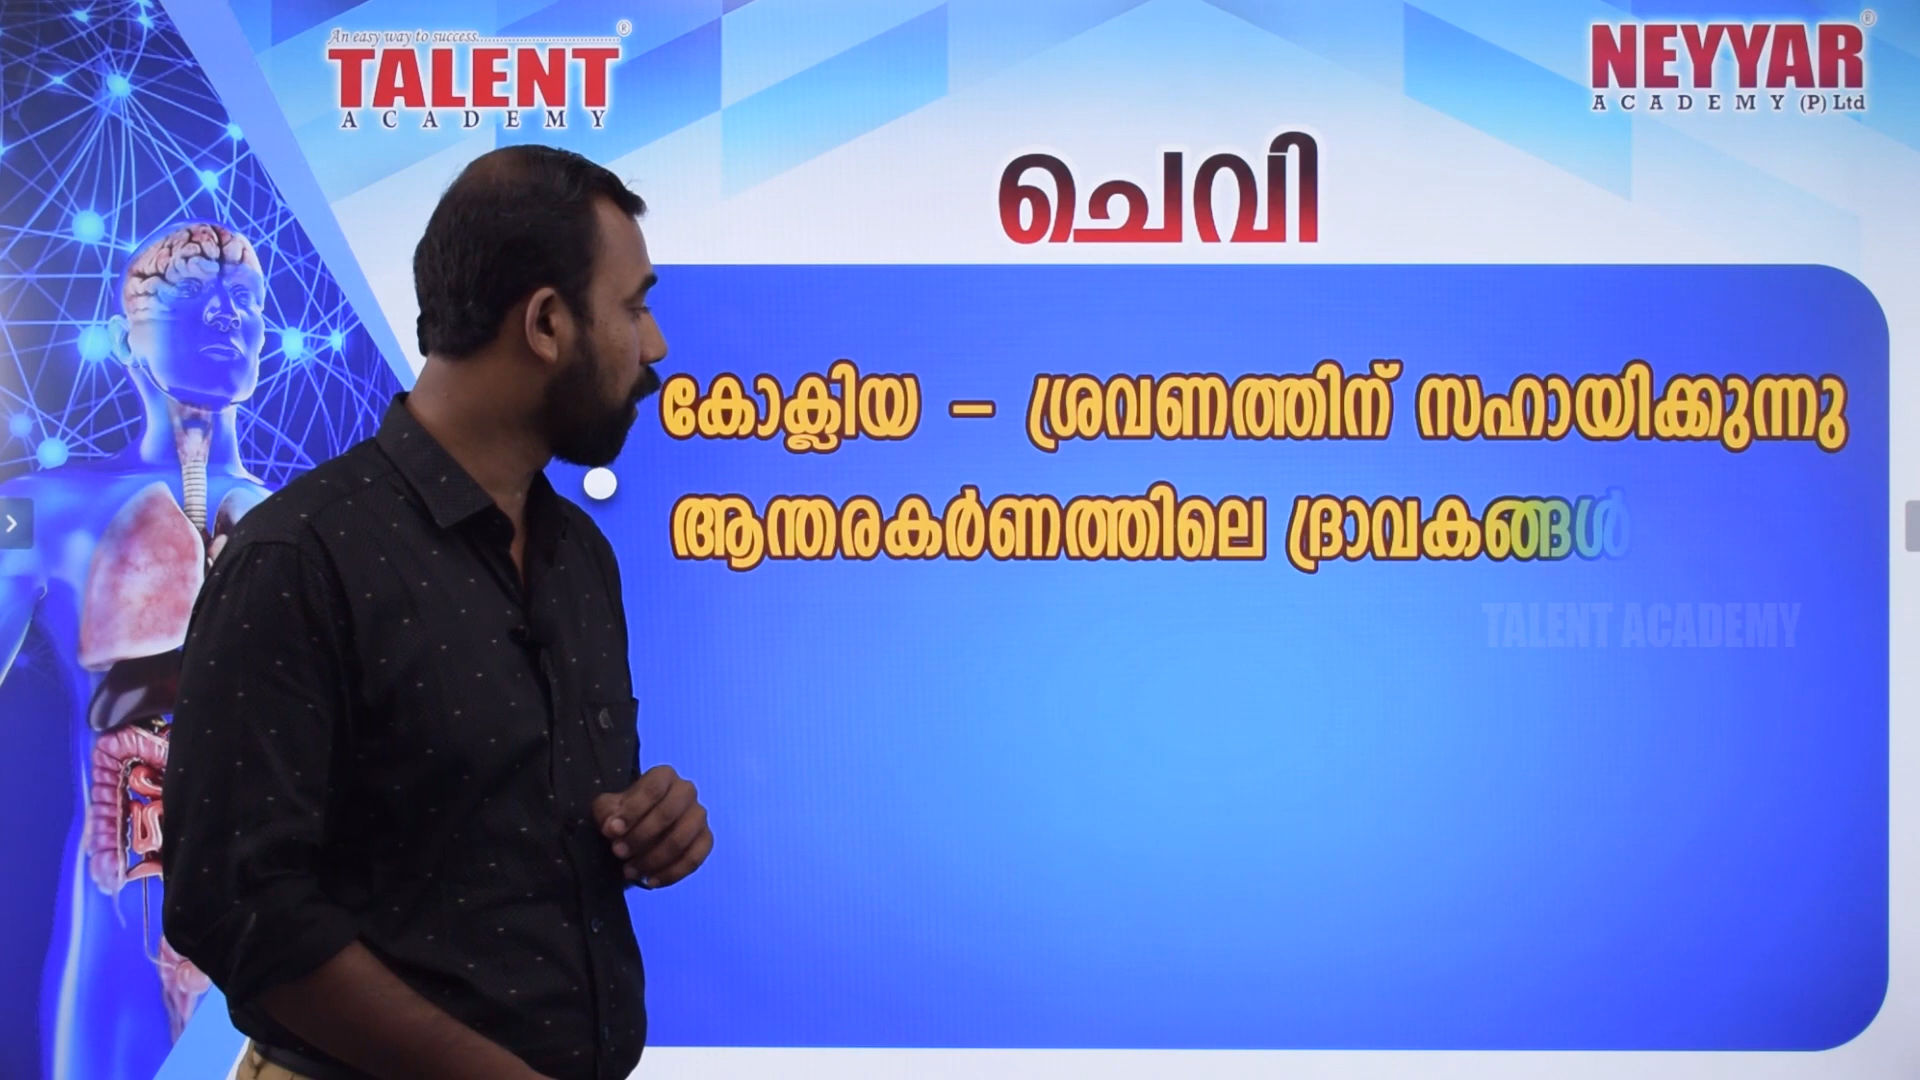 An easy way to success
TALENT
ACADEMY
NEYYAR
ACADEMY (P) Ltd
ചെവി
കോക്ലിയ – ശ്രവണത്തിന് സഹായിക്കുന്നു
ആന്തരകർണത്തിലെ ദ്രാവകങ്ങൾ
TALENT ACADEMY